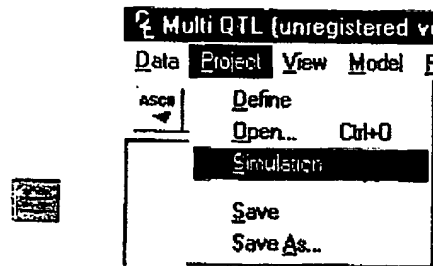 Multi QTL (unregistered v
Data Project View Model
ASCII
Define
Open... Ctrl+O
Simulation
Save
Save As...